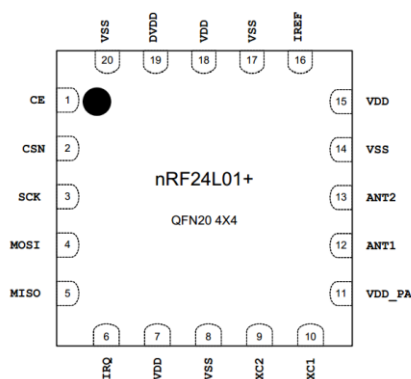 VSS DVDD VDD VSS IREF
20 19 18 17 16
CE 1 15 VDD
CSN 2 14 VSS
SCK 3 nRF24L01+ 13 ANT2
QFN20 4X4
MOSI 4 12 ANT1
MISO 5 11 VDD_PA
6 7 8 9 10
IRQ VDD VSS XC2 XC1